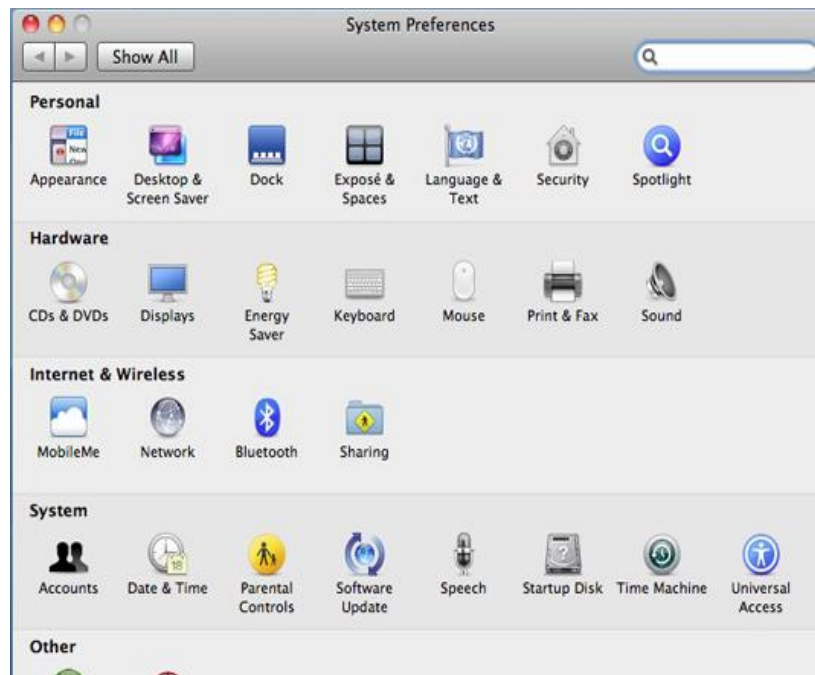 System Preferences
Show All
Personal
Appearance
Desktop &
Screen Saver
Dock
Exposé &
Spaces
Language &
Text
Security
Spotlight
Hardware
CDs & DVDs
Displays
Energy
Saver
Keyboard
Mouse
Print & Fax
Sound
Internet & Wireless
MobileMe
Network
Bluetooth
Sharing
System
Accounts
Date & Time
18
Parental
Controls
Software
Update
Speech
Startup Disk
Time Machine
Universal
Access
Other